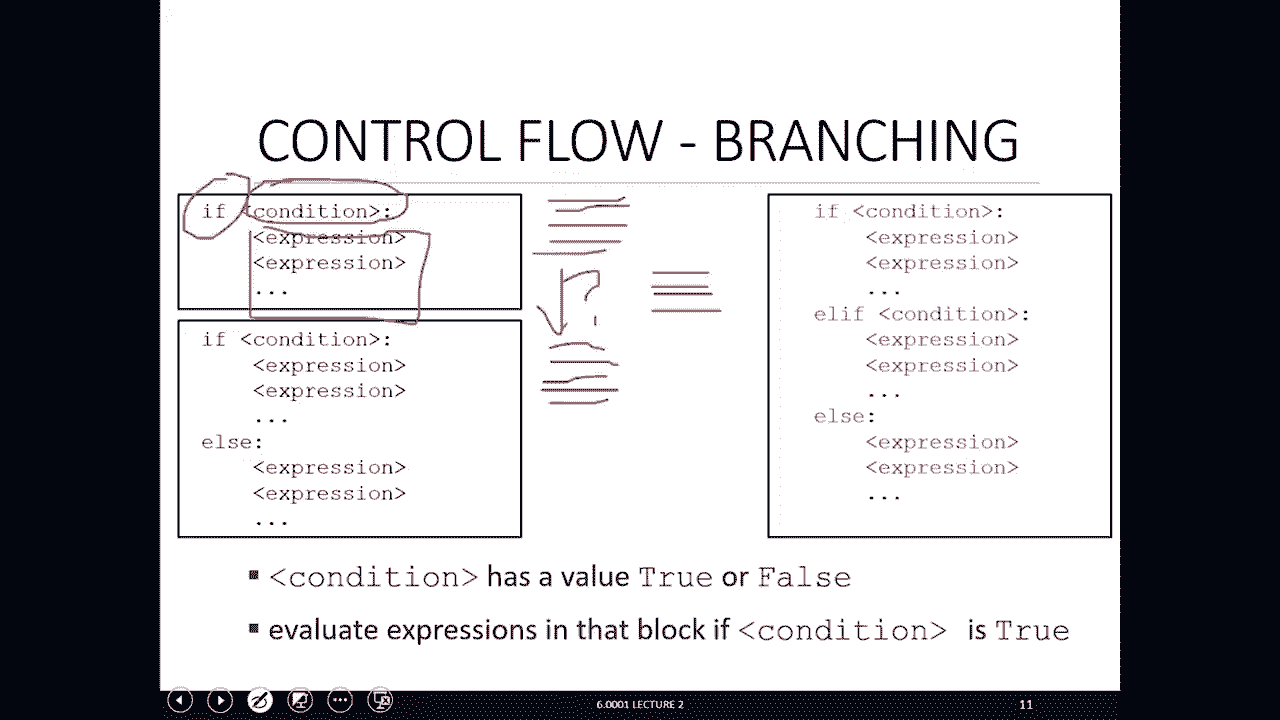 CONTROL FLOW - BRANCHING
if <condition>:
<expression>
<expression>
...
if <condition>:
<expression>
<expression>
...
else:
<expression>
<expression>
...
?
if <condition>:
<expression>
<expression>
...
elif <condition>:
<expression>
<expression>
...
else:
<expression>
<expression>
...
▪ <condition> has a value True or False
▪ evaluate expressions in that block if <condition> is True
6.0001 LECTURE 2
11